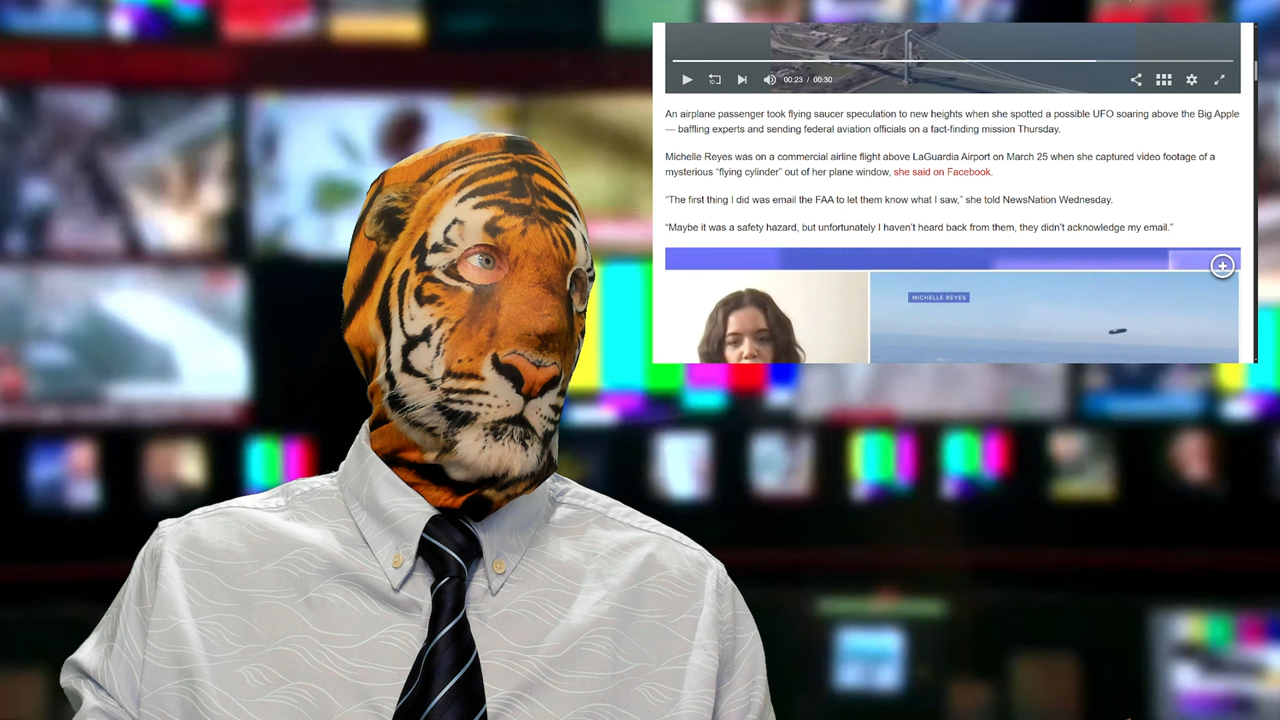 00:23 / 00:30
An airplane passenger took flying saucer speculation to new heights when she spotted a possible UFO soaring above the Big Apple
— baffling experts and sending federal aviation officials on a fact-finding mission Thursday.
Michelle Reyes was on a commercial airline flight above LaGuardia Airport on March 25 when she captured video footage of a
mysterious “flying cylinder” out of her plane window, she said on Facebook.
“The first thing I did was email the FAA to let them know what I saw,” she told NewsNation Wednesday.
“Maybe it was a safety hazard, but unfortunately I haven’t heard back from them, they didn’t acknowledge my email.”
MICHELLE REYES